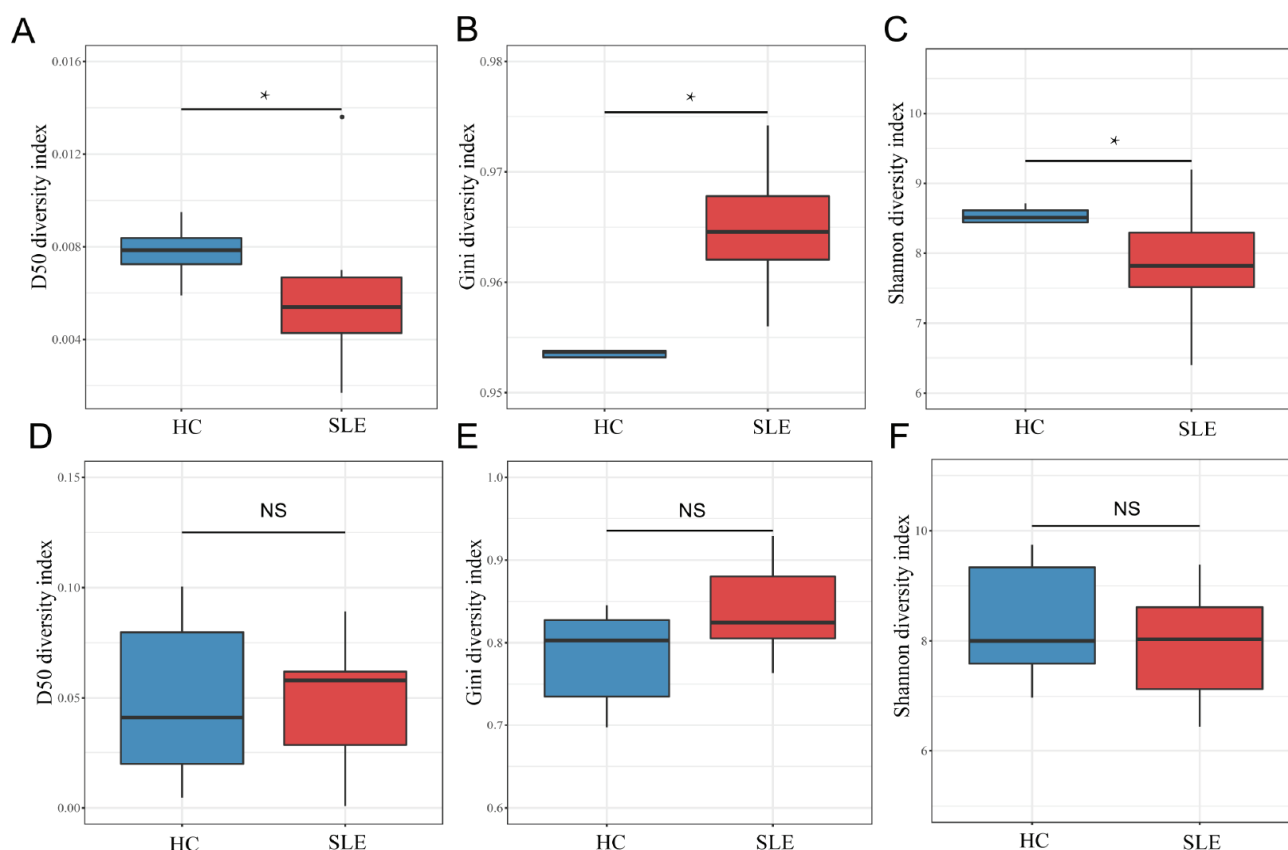 A
D50 diversity index
0.016
0.012
0.008
0.004
*
HC
SLE
B
Gini diversity index
0.98
0.97
0.96
0.95
*
HC
SLE
C
Shannon diversity index
10
9
8
7
6
*
HC
SLE
D
D50 diversity index
0.15
0.10
0.05
0.00
NS
HC
SLE
E
Gini diversity index
1.0
0.9
0.8
0.7
0.6
NS
HC
SLE
F
Shannon diversity index
10
8
6
NS
HC
SLE